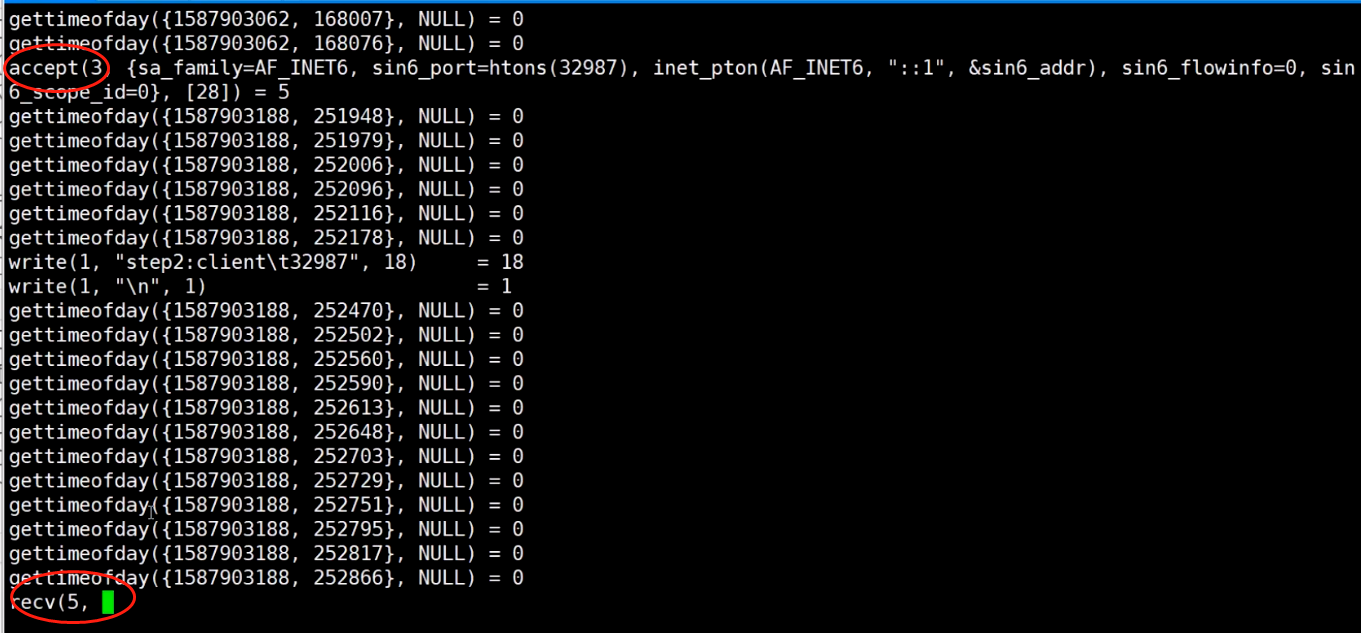 gettimeofday({1587903062, 168007}, NULL) = 0
gettimeofday({1587903062, 168076}, NULL) = 0
accept(3, {sa_family=AF_INET6, sin6_port=htons(32987), inet_pton(AF_INET6, "::1", &sin6_addr), sin6_flowinfo=0, sin
6_scope_id=0}, [28]) = 5
gettimeofday({1587903188, 251948}, NULL) = 0
gettimeofday({1587903188, 251979}, NULL) = 0
gettimeofday({1587903188, 252006}, NULL) = 0
gettimeofday({1587903188, 252096}, NULL) = 0
gettimeofday({1587903188, 252116}, NULL) = 0
gettimeofday({1587903188, 252178}, NULL) = 0
write(1, "step2:client\t32987", 18)     = 18
write(1, "\n", 1)                       = 1
gettimeofday({1587903188, 252470}, NULL) = 0
gettimeofday({1587903188, 252502}, NULL) = 0
gettimeofday({1587903188, 252560}, NULL) = 0
gettimeofday({1587903188, 252590}, NULL) = 0
gettimeofday({1587903188, 252613}, NULL) = 0
gettimeofday({1587903188, 252648}, NULL) = 0
gettimeofday({1587903188, 252703}, NULL) = 0
gettimeofday({1587903188, 252729}, NULL) = 0
gettimeofday({1587903188, 252751}, NULL) = 0
gettimeofday({1587903188, 252795}, NULL) = 0
gettimeofday({1587903188, 252817}, NULL) = 0
gettimeofday({1587903188, 252866}, NULL) = 0
recv(5,